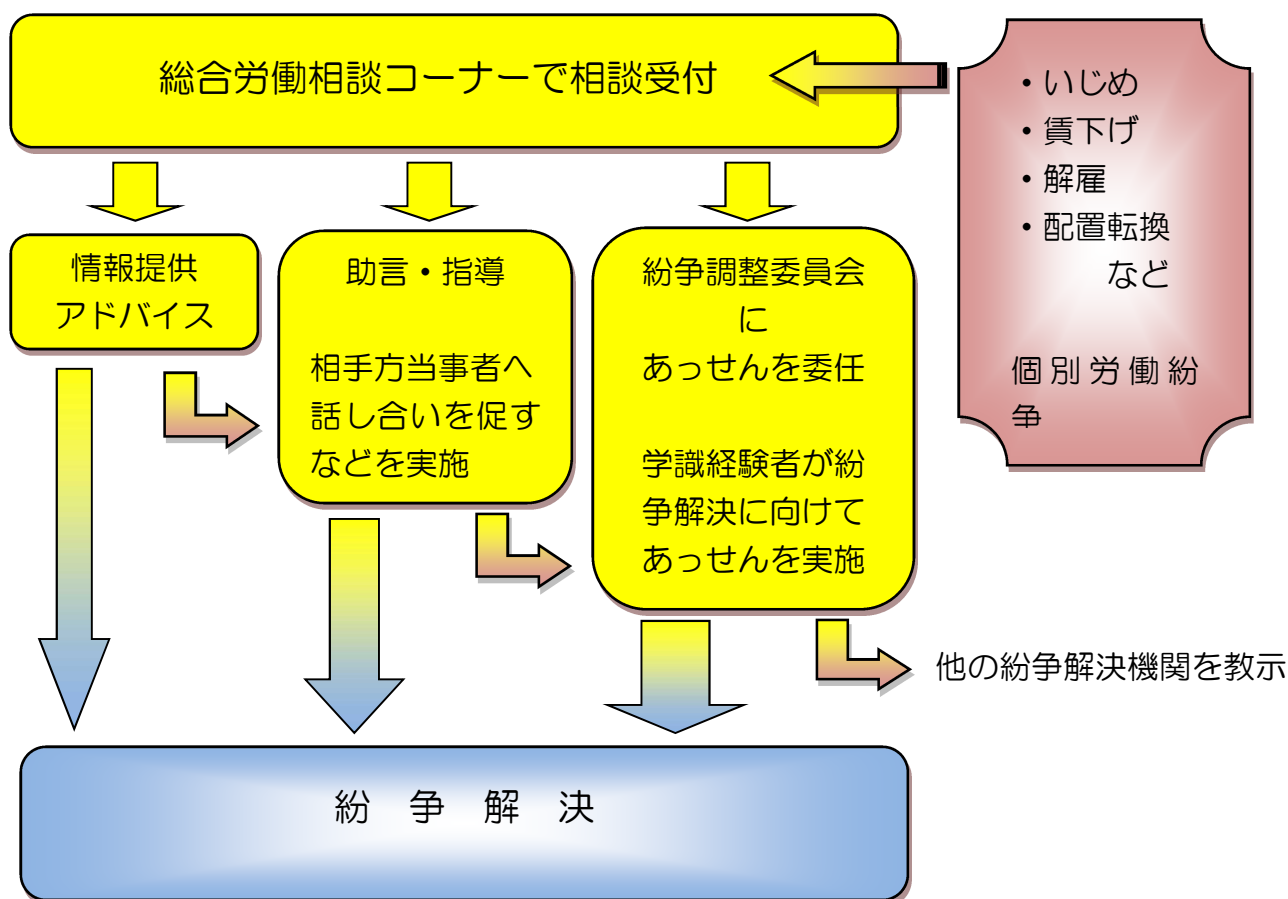 総合労働相談コーナーで相談受付
・いじめ
・賃下げ
・解雇
・配置転換
など
個別労働紛
争
情報提供
アドバイス
助言・指導
相手方当事者へ
話し合いを促す
などを実施
紛争調整委員会
に
あっせんを委任
学識経験者が紛
争解決に向けて
あっせんを実施
他の紛争解決機関を教示
紛争解決